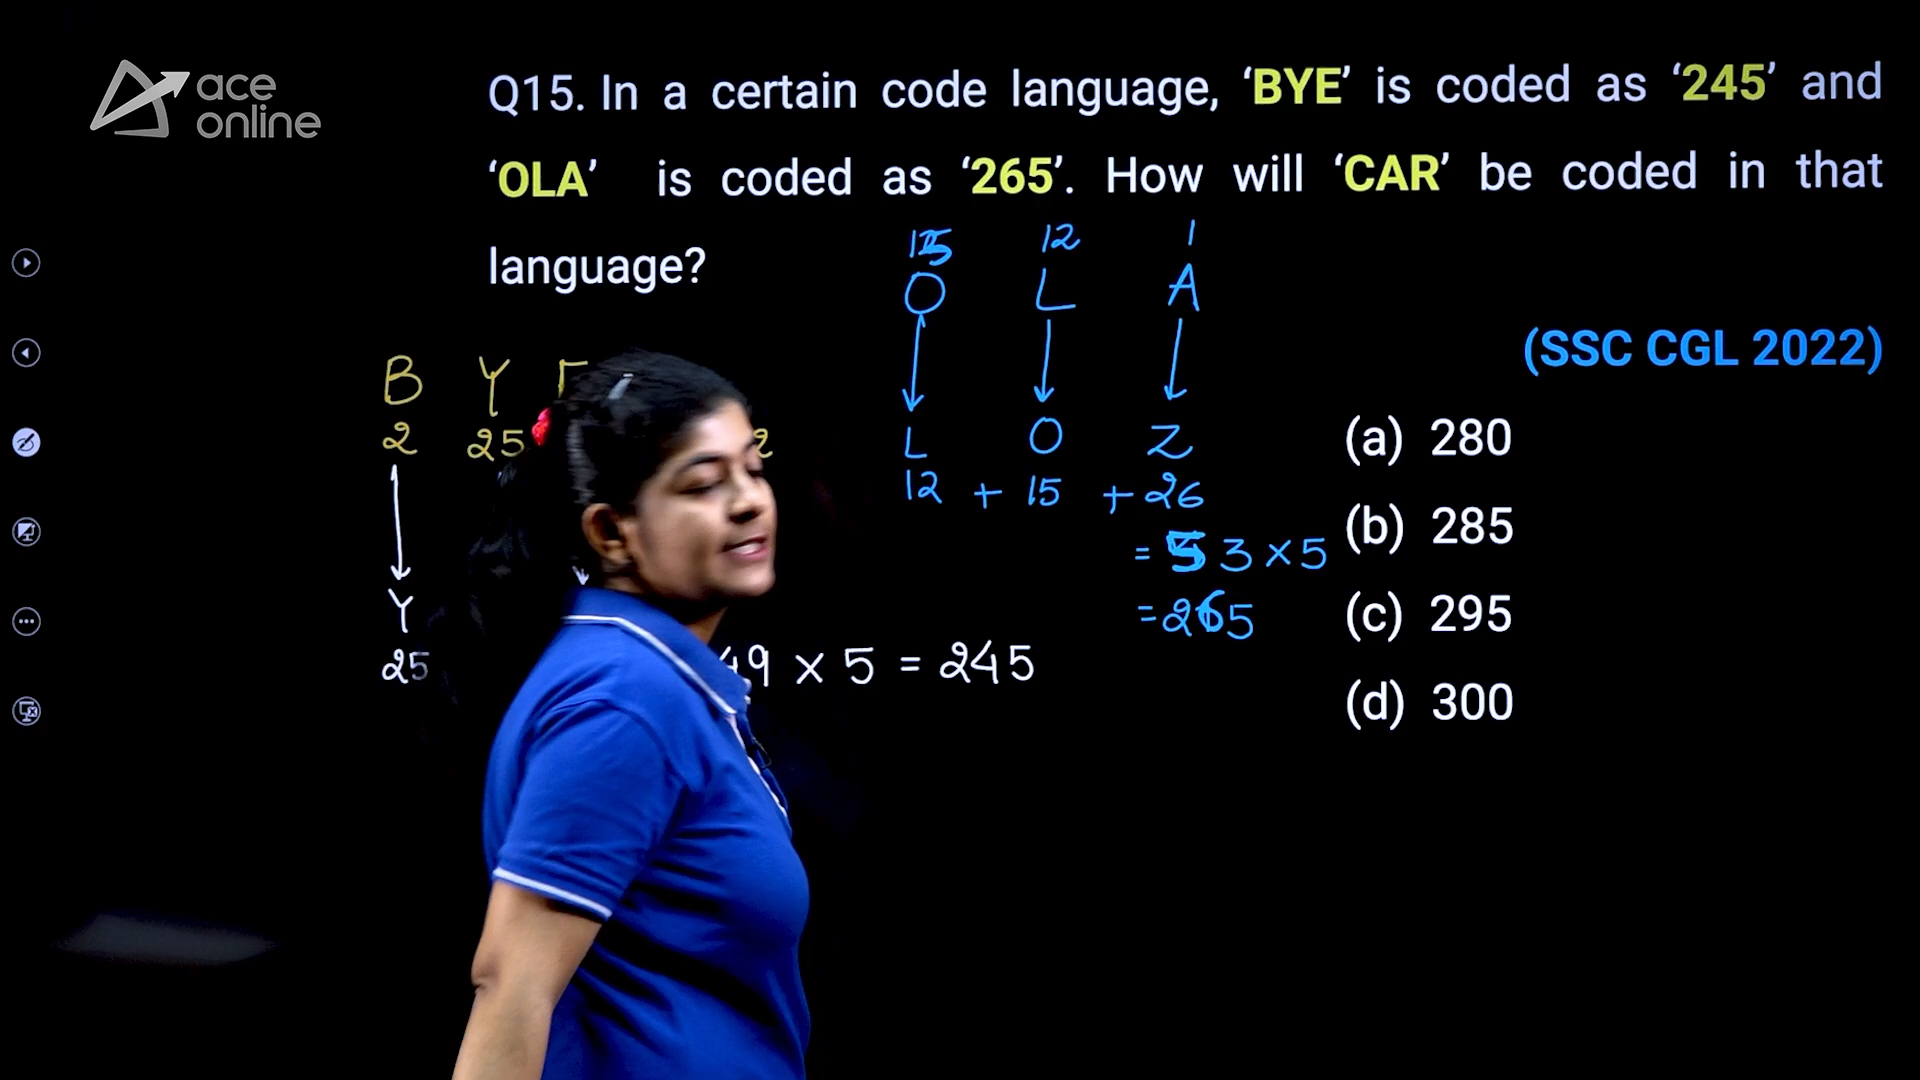 ace
online
Q15. In a certain code language, ‘BYE’ is coded as ‘245’ and
‘OLA’ is coded as ‘265’. How will ‘CAR’ be coded in that
language?
(SSC CGL 2022)
15 12 1
O L A
L O Z
12 + 15 + 26
= 53 × 5
= 265
B Y
2 25 2
Y
25
49 × 5 = 245
(a) 280
(b) 285
(c) 295
(d) 300